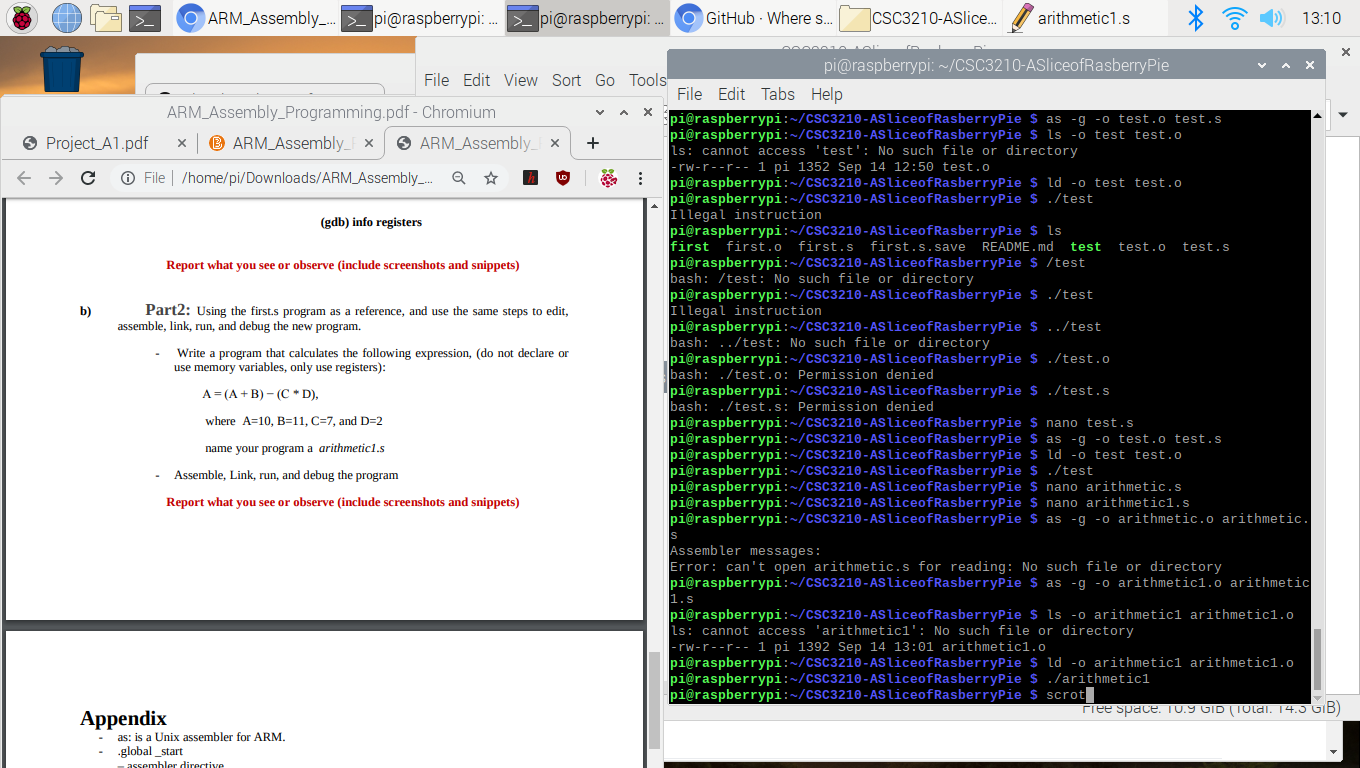 ARM_Assembly_...
pi@raspberrypi: ...
pi@raspberrypi: ...
GitHub · Where s...
CSC3210-ASlice...
arithmetic1.s
13:10
File Edit View Sort Go Tools
ARM_Assembly_Programming.pdf - Chromium
Project_A1.pdf
ARM_Assembly_
ARM_Assembly_
File | /home/pi/Downloads/ARM_Assembly_...
(gdb) info registers
Report what you see or observe (include screenshots and snippets)
b) Part2: Using the first.s program as a reference, and use the same steps to edit,
assemble, link, run, and debug the new program.
- Write a program that calculates the following expression, (do not declare or
use memory variables, only use registers):
A = (A + B) − (C * D),
where A=10, B=11, C=7, and D=2
name your program a arithmetic1.s
- Assemble, Link, run, and debug the program
Report what you see or observe (include screenshots and snippets)
Appendix
- as: is a Unix assembler for ARM.
- .global _start
– assembler directive
pi@raspberrypi: ~/CSC3210-ASliceofRasberryPie
File Edit Tabs Help
pi@raspberrypi:~/CSC3210-ASliceofRasberryPie $ as -g -o test.o test.s
pi@raspberrypi:~/CSC3210-ASliceofRasberryPie $ ls -o test test.o
ls: cannot access 'test': No such file or directory
-rw-r--r-- 1 pi 1352 Sep 14 12:50 test.o
pi@raspberrypi:~/CSC3210-ASliceofRasberryPie $ ld -o test test.o
pi@raspberrypi:~/CSC3210-ASliceofRasberryPie $ ./test
Illegal instruction
pi@raspberrypi:~/CSC3210-ASliceofRasberryPie $ ls
first first.o first.s first.s.save README.md test test.o test.s
pi@raspberrypi:~/CSC3210-ASliceofRasberryPie $ /test
bash: /test: No such file or directory
pi@raspberrypi:~/CSC3210-ASliceofRasberryPie $ ./test
Illegal instruction
pi@raspberrypi:~/CSC3210-ASliceofRasberryPie $ ../test
bash: ../test: No such file or directory
pi@raspberrypi:~/CSC3210-ASliceofRasberryPie $ ./test.o
bash: ./test.o: Permission denied
pi@raspberrypi:~/CSC3210-ASliceofRasberryPie $ ./test.s
bash: ./test.s: Permission denied
pi@raspberrypi:~/CSC3210-ASliceofRasberryPie $ nano test.s
pi@raspberrypi:~/CSC3210-ASliceofRasberryPie $ as -g -o test.o test.s
pi@raspberrypi:~/CSC3210-ASliceofRasberryPie $ ld -o test test.o
pi@raspberrypi:~/CSC3210-ASliceofRasberryPie $ ./test
pi@raspberrypi:~/CSC3210-ASliceofRasberryPie $ nano arithmetic.s
pi@raspberrypi:~/CSC3210-ASliceofRasberryPie $ nano arithmetic1.s
pi@raspberrypi:~/CSC3210-ASliceofRasberryPie $ as -g -o arithmetic.o arithmetic.
s
Assembler messages:
Error: can't open arithmetic.s for reading: No such file or directory
pi@raspberrypi:~/CSC3210-ASliceofRasberryPie $ as -g -o arithmetic1.o arithmetic
1.s
pi@raspberrypi:~/CSC3210-ASliceofRasberryPie $ ls -o arithmetic1 arithmetic1.o
ls: cannot access 'arithmetic1': No such file or directory
-rw-r--r-- 1 pi 1392 Sep 14 13:01 arithmetic1.o
pi@raspberrypi:~/CSC3210-ASliceofRasberryPie $ ld -o arithmetic1 arithmetic1.o
pi@raspberrypi:~/CSC3210-ASliceofRasberryPie $ ./arithmetic1
pi@raspberrypi:~/CSC3210-ASliceofRasberryPie $ scrot
Free space: 10.9 GiB (Total: 14.3 GiB)